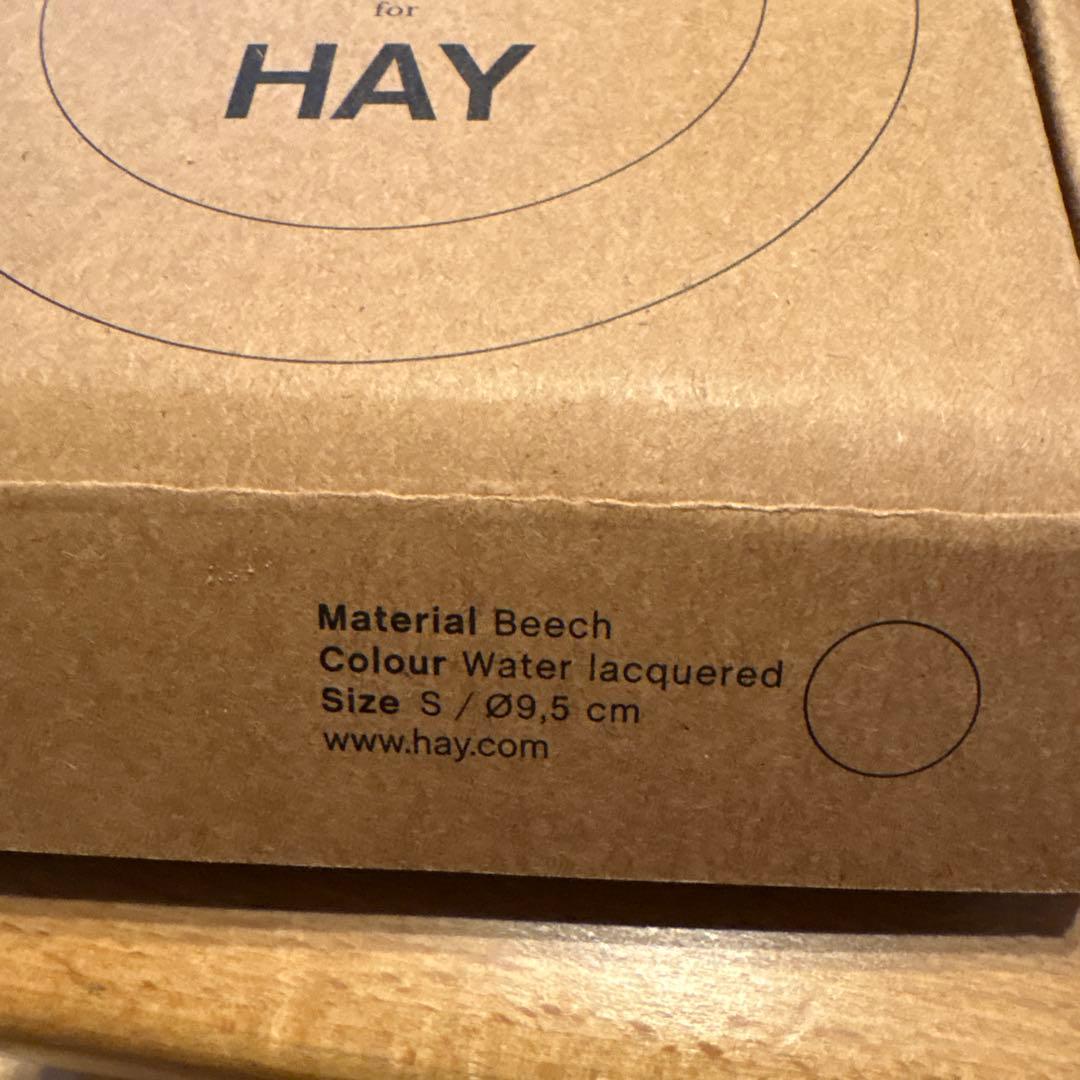 for
HAY
Material Beech
Colour Water lacquered
Size S / Ø9,5 cm
www.hay.com